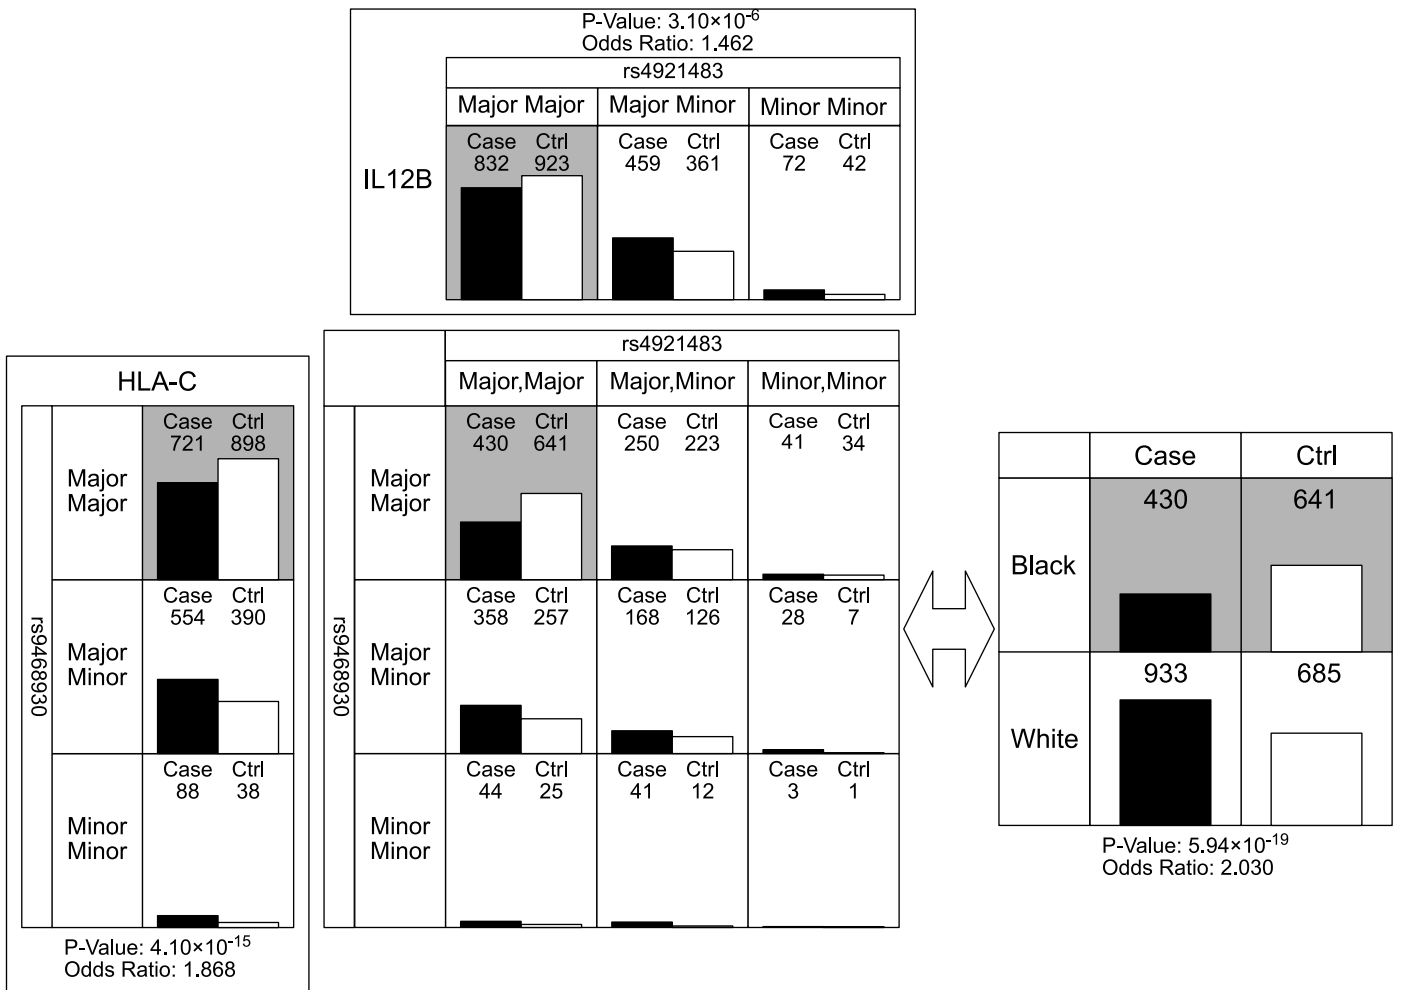 P-Value: 3.10×10-6
Odds Ratio: 1.462
rs4921483
Major Major Major Minor Minor Minor
IL12B
Case Ctrl Case Ctrl Case Ctrl
832 923 459 361 72 42
HLA-C
rs9468930
Major
Major
Case Ctrl
721 898
Major
Minor
Case Ctrl
554 390
Minor
Minor
Case Ctrl
88 38
P-Value: 4.10×10-15
Odds Ratio: 1.868
rs4921483
Major,Major Major,Minor Minor,Minor
rs9468930
Major
Major
Case Ctrl Case Ctrl Case Ctrl
430 641 250 223 41 34
Major
Minor
Case Ctrl Case Ctrl Case Ctrl
358 257 168 126 28 7
Minor
Minor
Case Ctrl Case Ctrl Case Ctrl
44 25 41 12 3 1
Case Ctrl
Black
430 641
White
933 685
P-Value: 5.94×10-19
Odds Ratio: 2.030